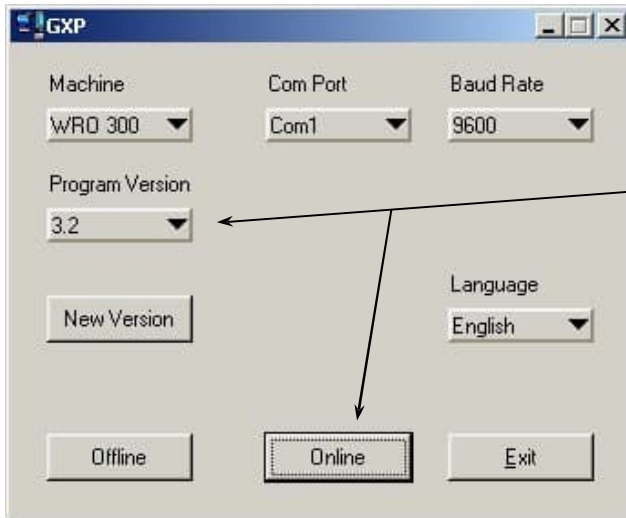 GXP
Machine Com Port Baud Rate
WRO 300 Com1 9600
Program Version
3.2
Language
New Version English
Offline Online Exit